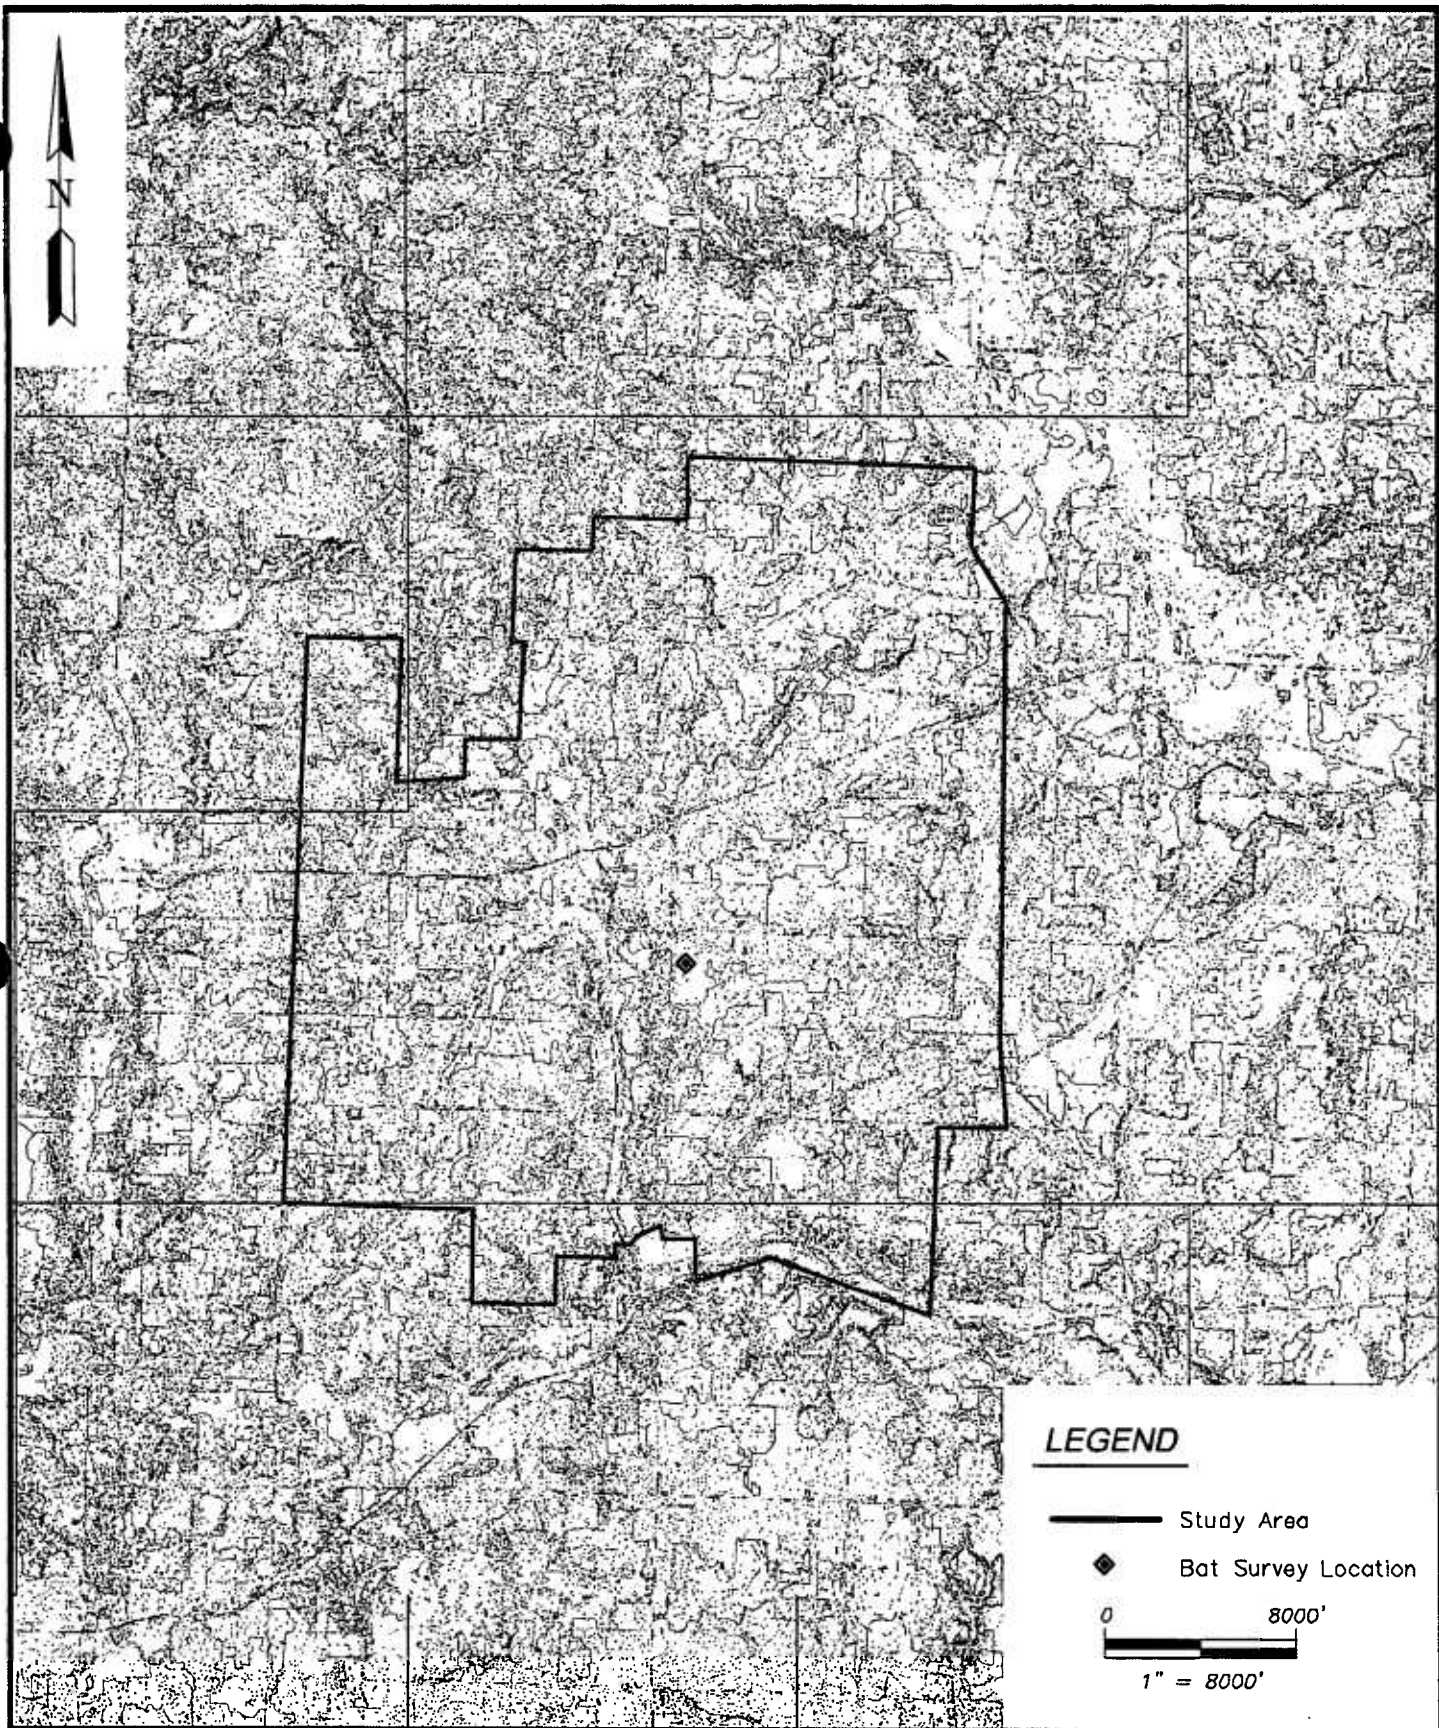 N
LEGEND
Study Area
Bat Survey Location
0 8000'
1" = 8000'